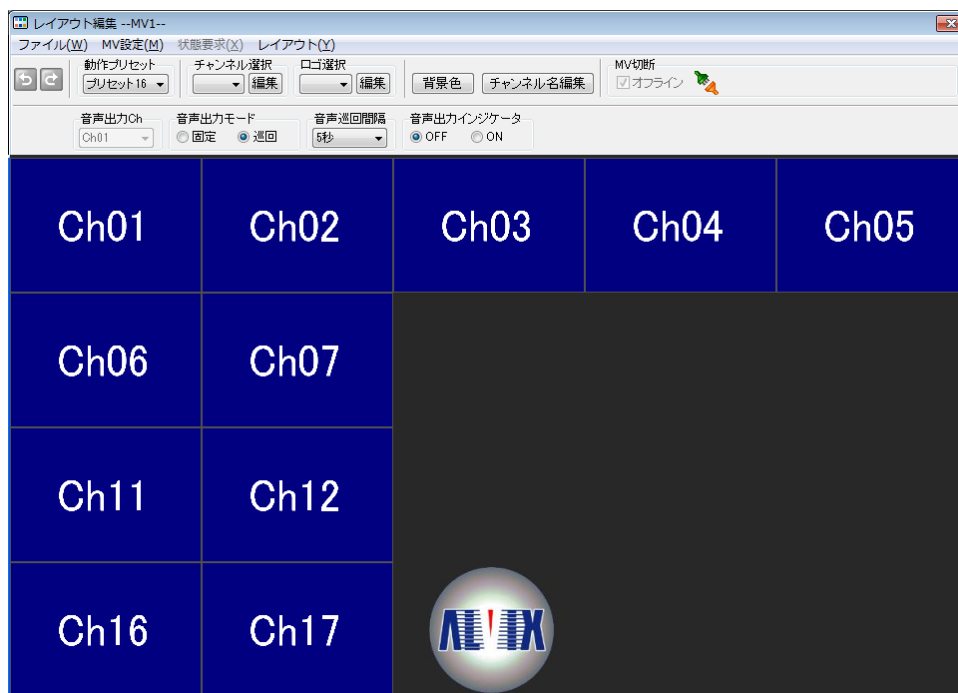 レイアウト編集 --MV1--
ファイル(W) MV設定(M) 状態要求(X) レイアウト(Y)
動作プリセット チャンネル選択 ロゴ選択 MV切断
プリセット16 編集 編集 背景色 チャンネル名編集 オフライン
音声出力Ch 音声出力モード 音声巡回間隔 音声出力インジケータ
Ch01 固定 巡回 5秒 OFF ON
Ch01 Ch02 Ch03 Ch04 Ch05
Ch06 Ch07
Ch11 Ch12
Ch16 Ch17